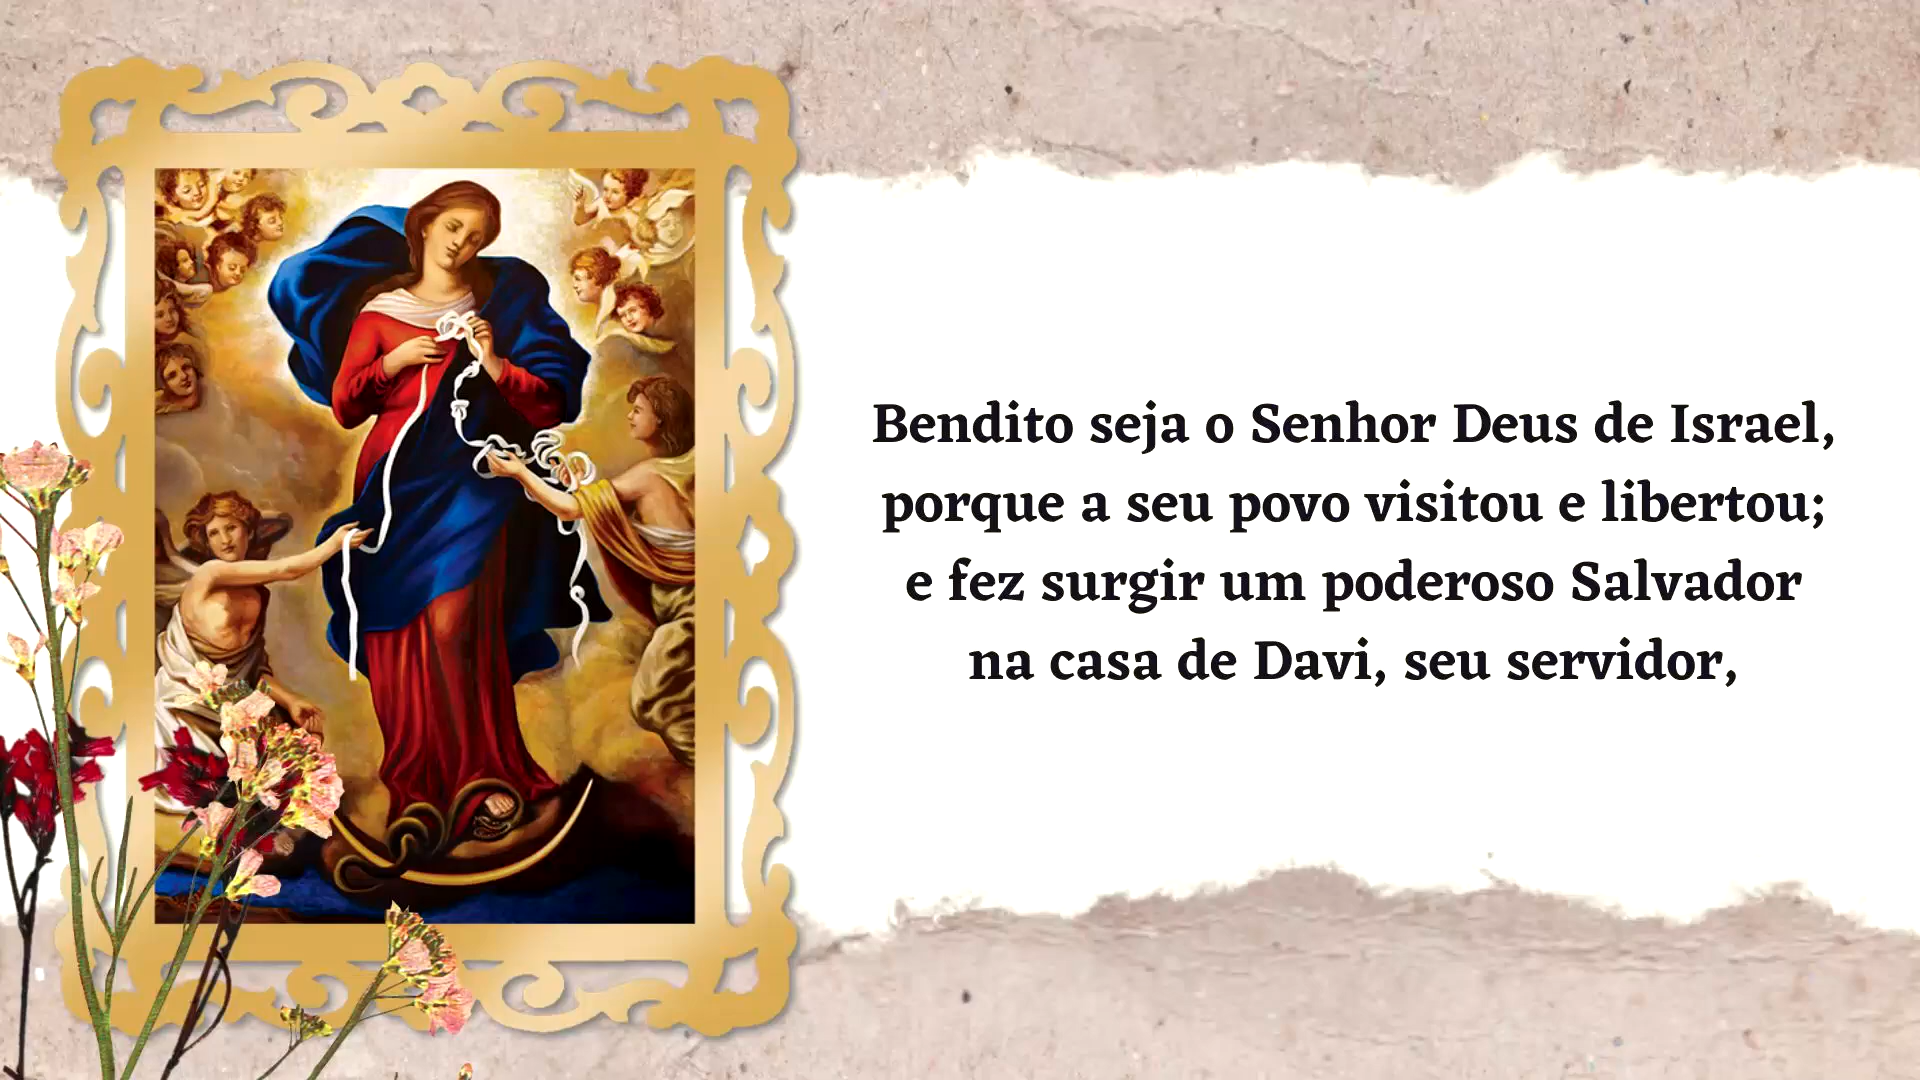 Bendito seja o Senhor Deus de Israel,
porque a seu povo visitou e libertou;
e fez surgir um poderoso Salvador
na casa de Davi, seu servidor,